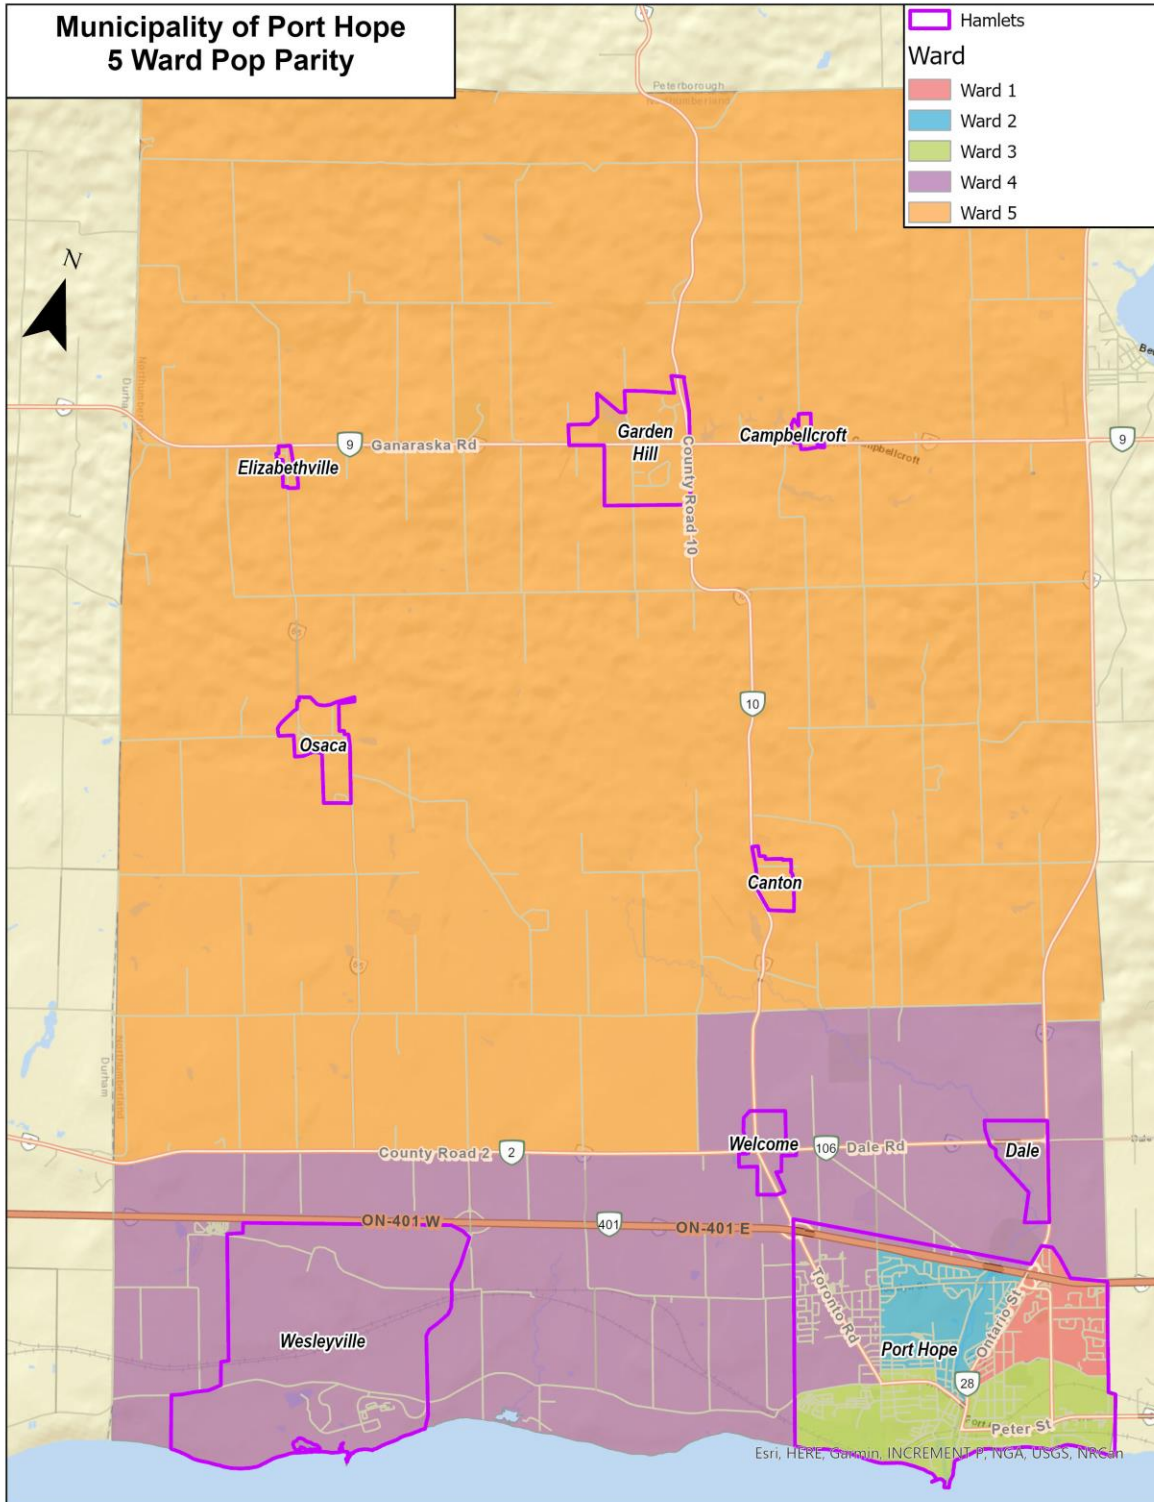 Municipality of Port Hope
5 Ward Pop Parity
Hamlets
Ward
Ward 1
Ward 2
Ward 3
Ward 4
Ward 5
Peterborough
Northumberland
N
Northumberland
Durham
9
Ganaraska Rd
Elizabethville
Garden
Hill
County Road 10
Campbellcroft
Campbellcroft
9
Osaca
10
Canton
Northumberland
Durham
County Road 2
2
Welcome
106
Dale Rd
Dale
ON-401 W
401
ON-401 E
Toronto Rd
Ontario St
Wesleyville
Port Hope
28
Peter St
Esri, HERE, Garmin, INCREMENT P, NGA, USGS, NRCan